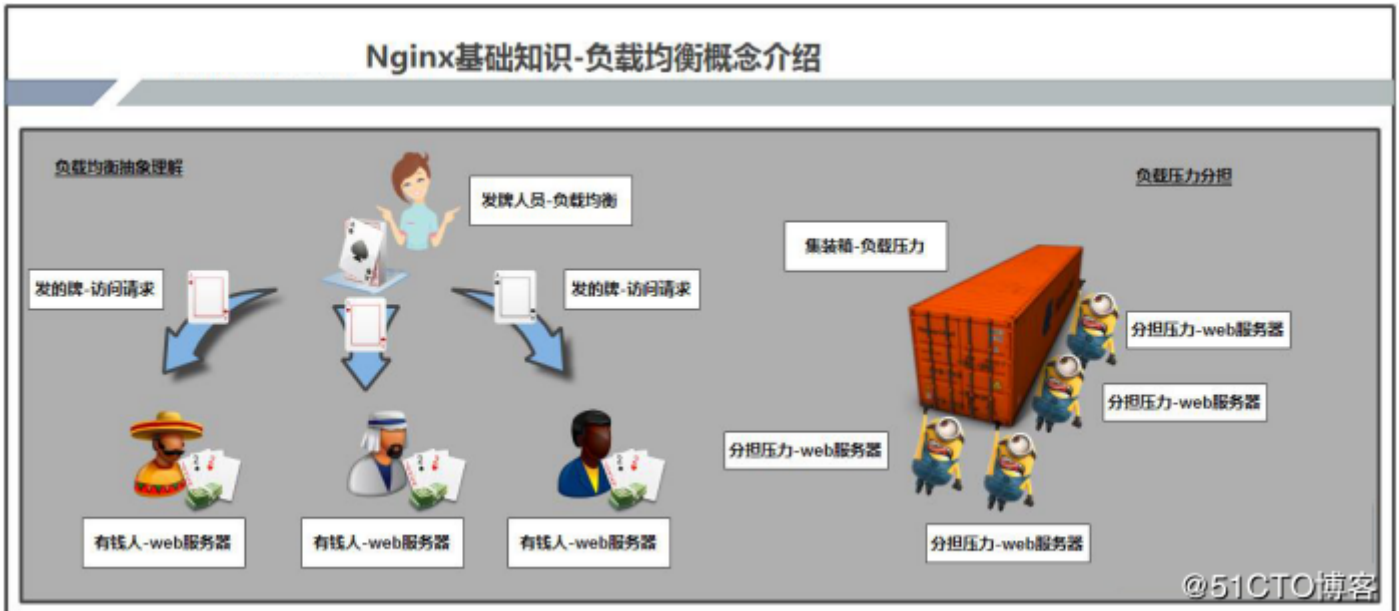 Nginx基础知识-负载均衡概念介绍
负载均衡抽象理解
发牌人员-负载均衡
发的牌-访问请求
发的牌-访问请求
有钱人-web服务器
有钱人-web服务器
有钱人-web服务器
负载压力分担
集装箱-负载压力
分担压力-web服务器
分担压力-web服务器
分担压力-web服务器
分担压力-web服务器
@51CTO博客